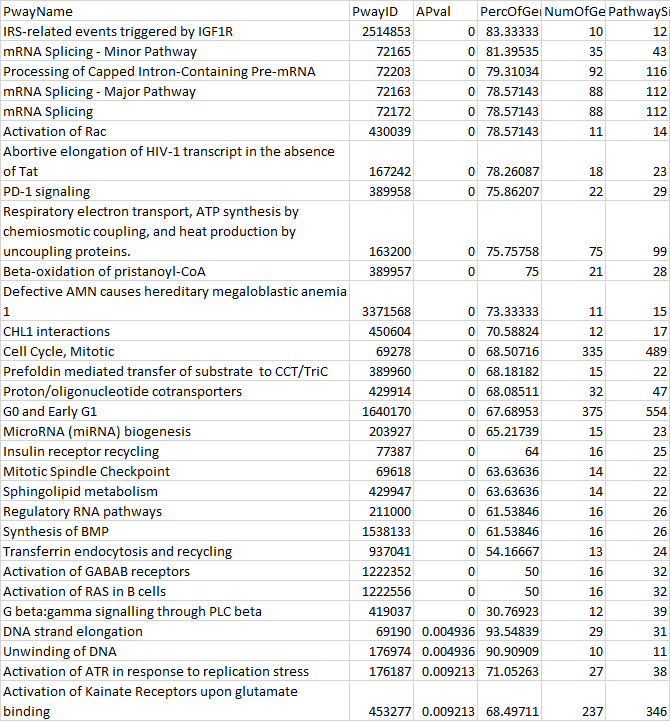 PwayName PwayID APval PercOfGe NumOfGe PathwaySi
IRS-related events triggered by IGF1R 2514853 0 83.33333 10 12
mRNA Splicing - Minor Pathway 72165 0 81.39535 35 43
Processing of Capped Intron-Containing Pre-mRNA 72203 0 79.31034 92 116
mRNA Splicing - Major Pathway 72163 0 78.57143 88 112
mRNA Splicing 72172 0 78.57143 88 112
Activation of Rac 430039 0 78.57143 11 14
Abortive elongation of HIV-1 transcript in the absence
of Tat 167242 0 78.26087 18 23
PD-1 signaling 389958 0 75.86207 22 29
Respiratory electron transport, ATP synthesis by
chemiosmotic coupling, and heat production by
uncoupling proteins. 163200 0 75.75758 75 99
Beta-oxidation of pristanoyl-CoA 389957 0 75 21 28
Defective AMN causes hereditary megaloblastic anemia
1 3371568 0 73.33333 11 15
CHL1 interactions 450604 0 70.58824 12 17
Cell Cycle, Mitotic 69278 0 68.50716 335 489
Prefoldin mediated transfer of substrate to CCT/TriC 389960 0 68.18182 15 22
Proton/oligonucleotide cotransporters 429914 0 68.08511 32 47
G0 and Early G1 1640170 0 67.68953 375 554
MicroRNA (miRNA) biogenesis 203927 0 65.21739 15 23
Insulin receptor recycling 77387 0 64 16 25
Mitotic Spindle Checkpoint 69618 0 63.63636 14 22
Sphingolipid metabolism 429947 0 63.63636 14 22
Regulatory RNA pathways 211000 0 61.53846 16 26
Synthesis of BMP 1538133 0 61.53846 16 26
Transferrin endocytosis and recycling 937041 0 54.16667 13 24
Activation of GABAB receptors 1222352 0 50 16 32
Activation of RAS in B cells 1222556 0 50 16 32
G beta:gamma signalling through PLC beta 419037 0 30.76923 12 39
DNA strand elongation 69190 0.004936 93.54839 29 31
Unwinding of DNA 176974 0.004936 90.90909 10 11
Activation of ATR in response to replication stress 176187 0.009213 71.05263 27 38
Activation of Kainate Receptors upon glutamate
binding 453277 0.009213 68.49711 237 346